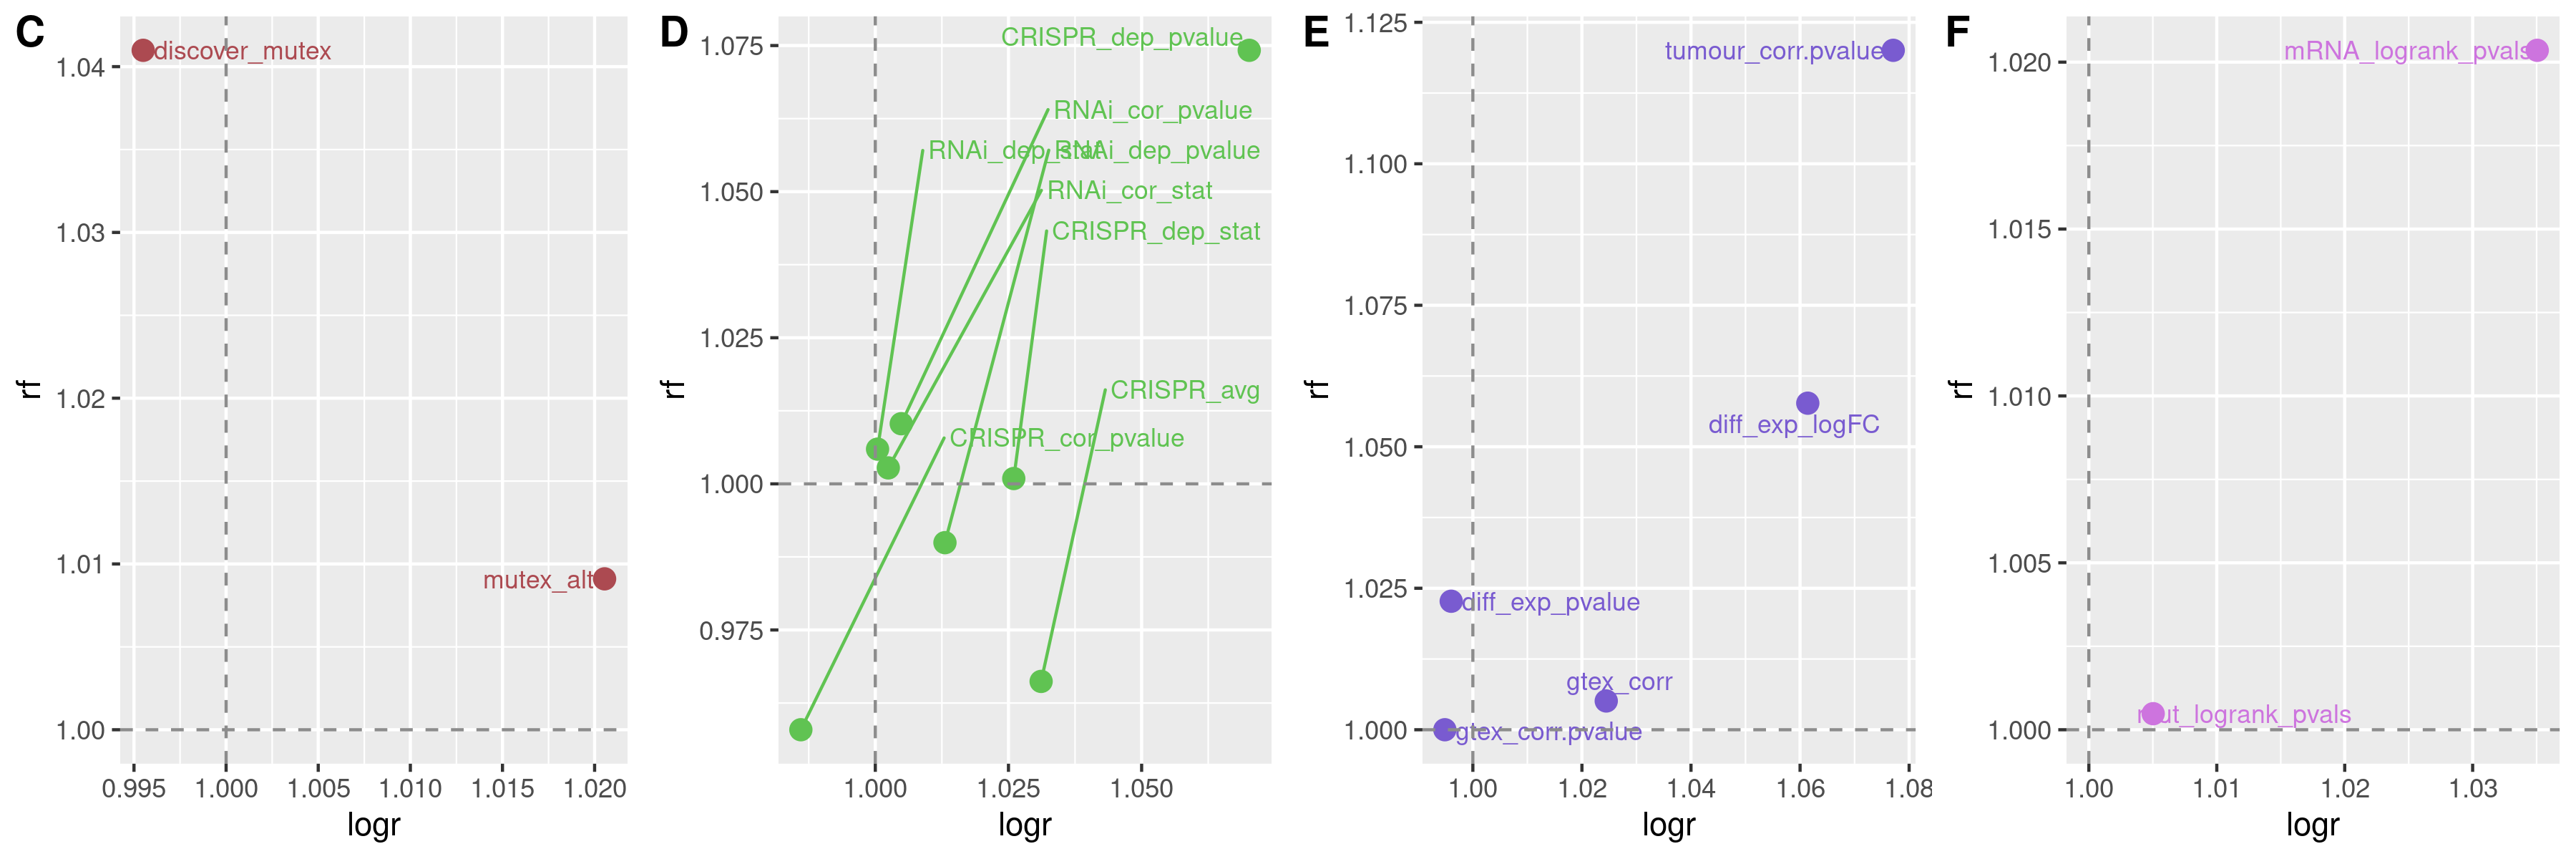 C
rf
1.04
1.03
1.02
1.01
1.00
discover_mutex
mutex_alt
0.995 1.000 1.005 1.010 1.015 1.020
logr
D
rf
1.075
1.050
1.025
1.000
0.975
CRISPR_dep_pvalue
RNAi_cor_pvalue
RNAi_dep_stat
RNAi_dep_pvalue
RNAi_cor_stat
CRISPR_dep_stat
CRISPR_avg
CRISPR_cor_pvalue
1.000 1.025 1.050
logr
E
rf
1.125
1.100
1.075
1.050
1.025
1.000
tumour_corr.pvalue
diff_exp_logFC
diff_exp_pvalue
gtex_corr
gtex_corr.pvalue
1.00 1.02 1.04 1.06 1.08
logr
F
rf
1.020
1.015
1.010
1.005
1.000
mRNA_logrank_pvals
mut_logrank_pvals
1.00 1.01 1.02 1.03
logr